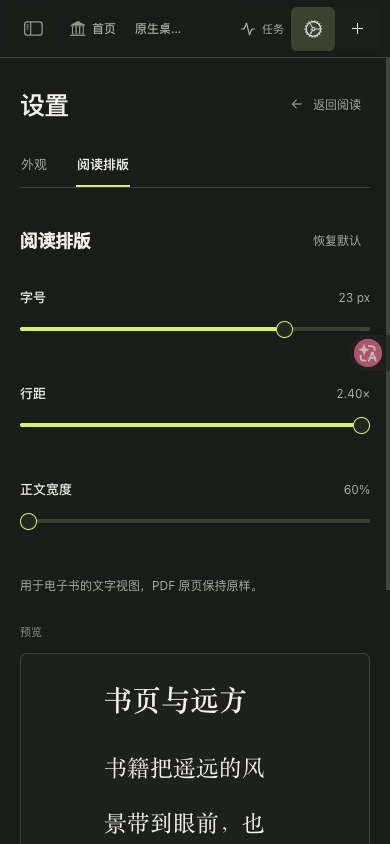 首页
原生桌...
任务
设置
返回阅读
外观
阅读排版
阅读排版
恢复默认
字号
23 px
行距
2.40×
正文宽度
60%
用于电子书的文字视图，PDF 原页保持原样。
预览
书页与远方
书籍把遥远的风
景带到眼前，也